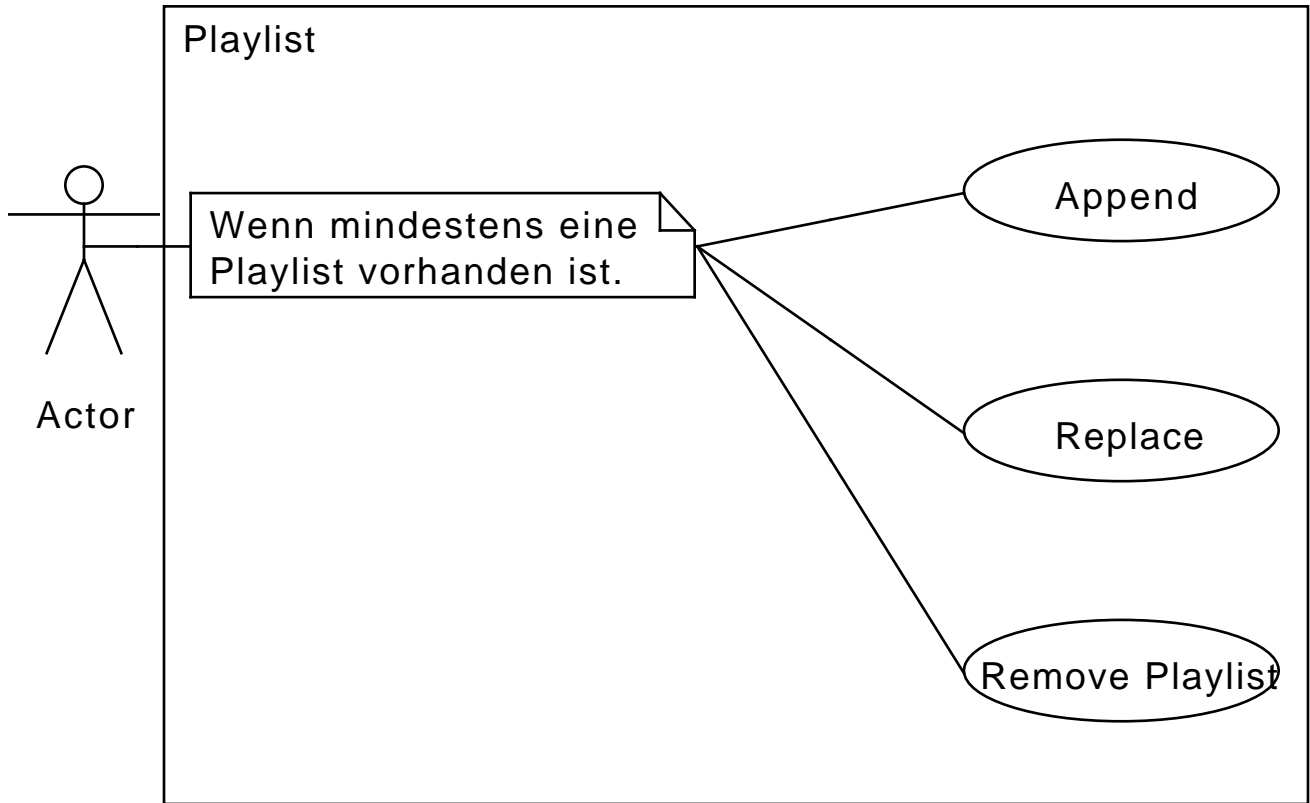 Playlist
Wenn mindestens eine
Playlist vorhanden ist.
Append
Actor
Replace
Remove Playlist